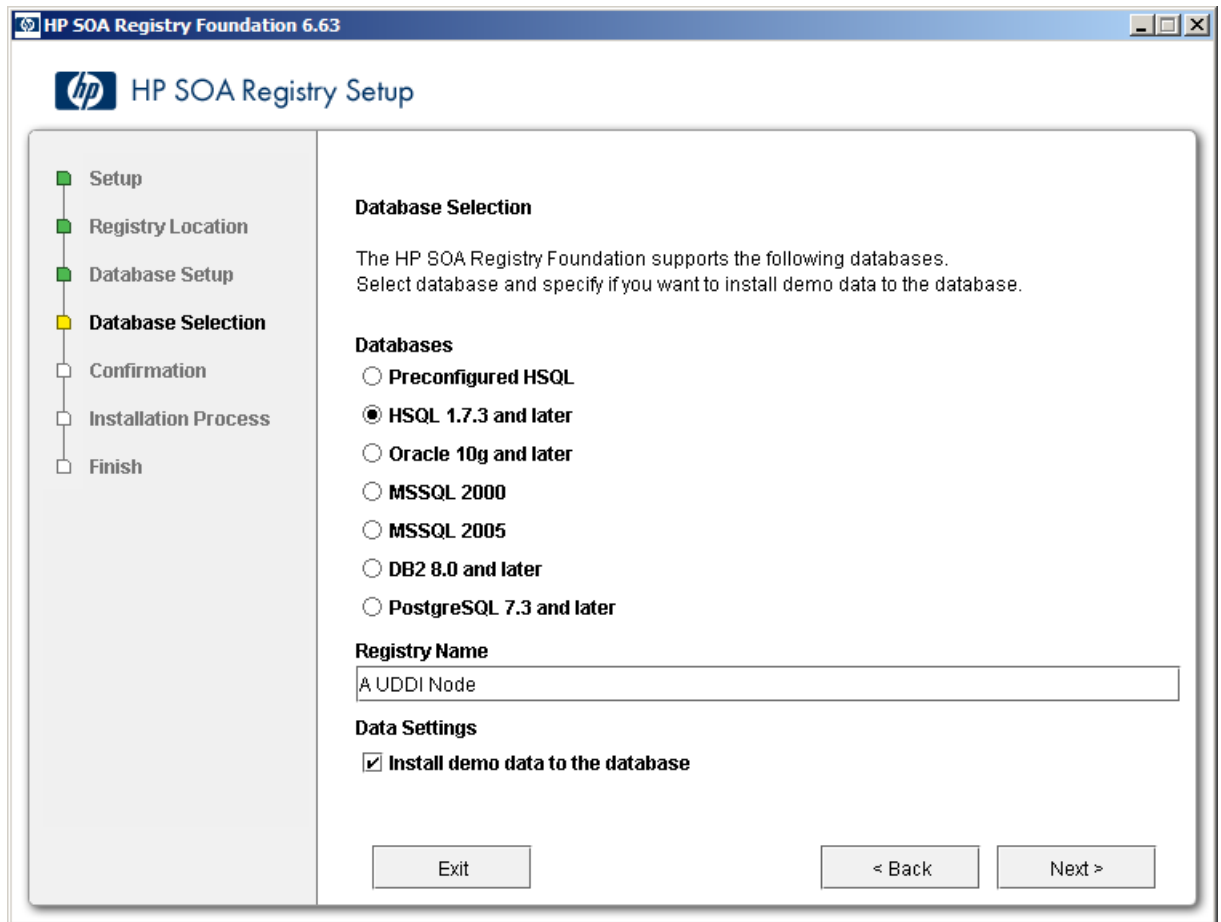 HP SOA Registry Foundation 6.63
hp HP SOA Registry Setup
Setup
Registry Location
Database Setup
Database Selection
Confirmation
Installation Process
Finish
Database Selection
The HP SOA Registry Foundation supports the following databases.
Select database and specify if you want to install demo data to the database.
Databases
Preconfigured HSQL
HSQL 1.7.3 and later
Oracle 10g and later
MSSQL 2000
MSSQL 2005
DB2 8.0 and later
PostgreSQL 7.3 and later
Registry Name
A UDDI Node
Data Settings
Install demo data to the database
Exit < Back Next >